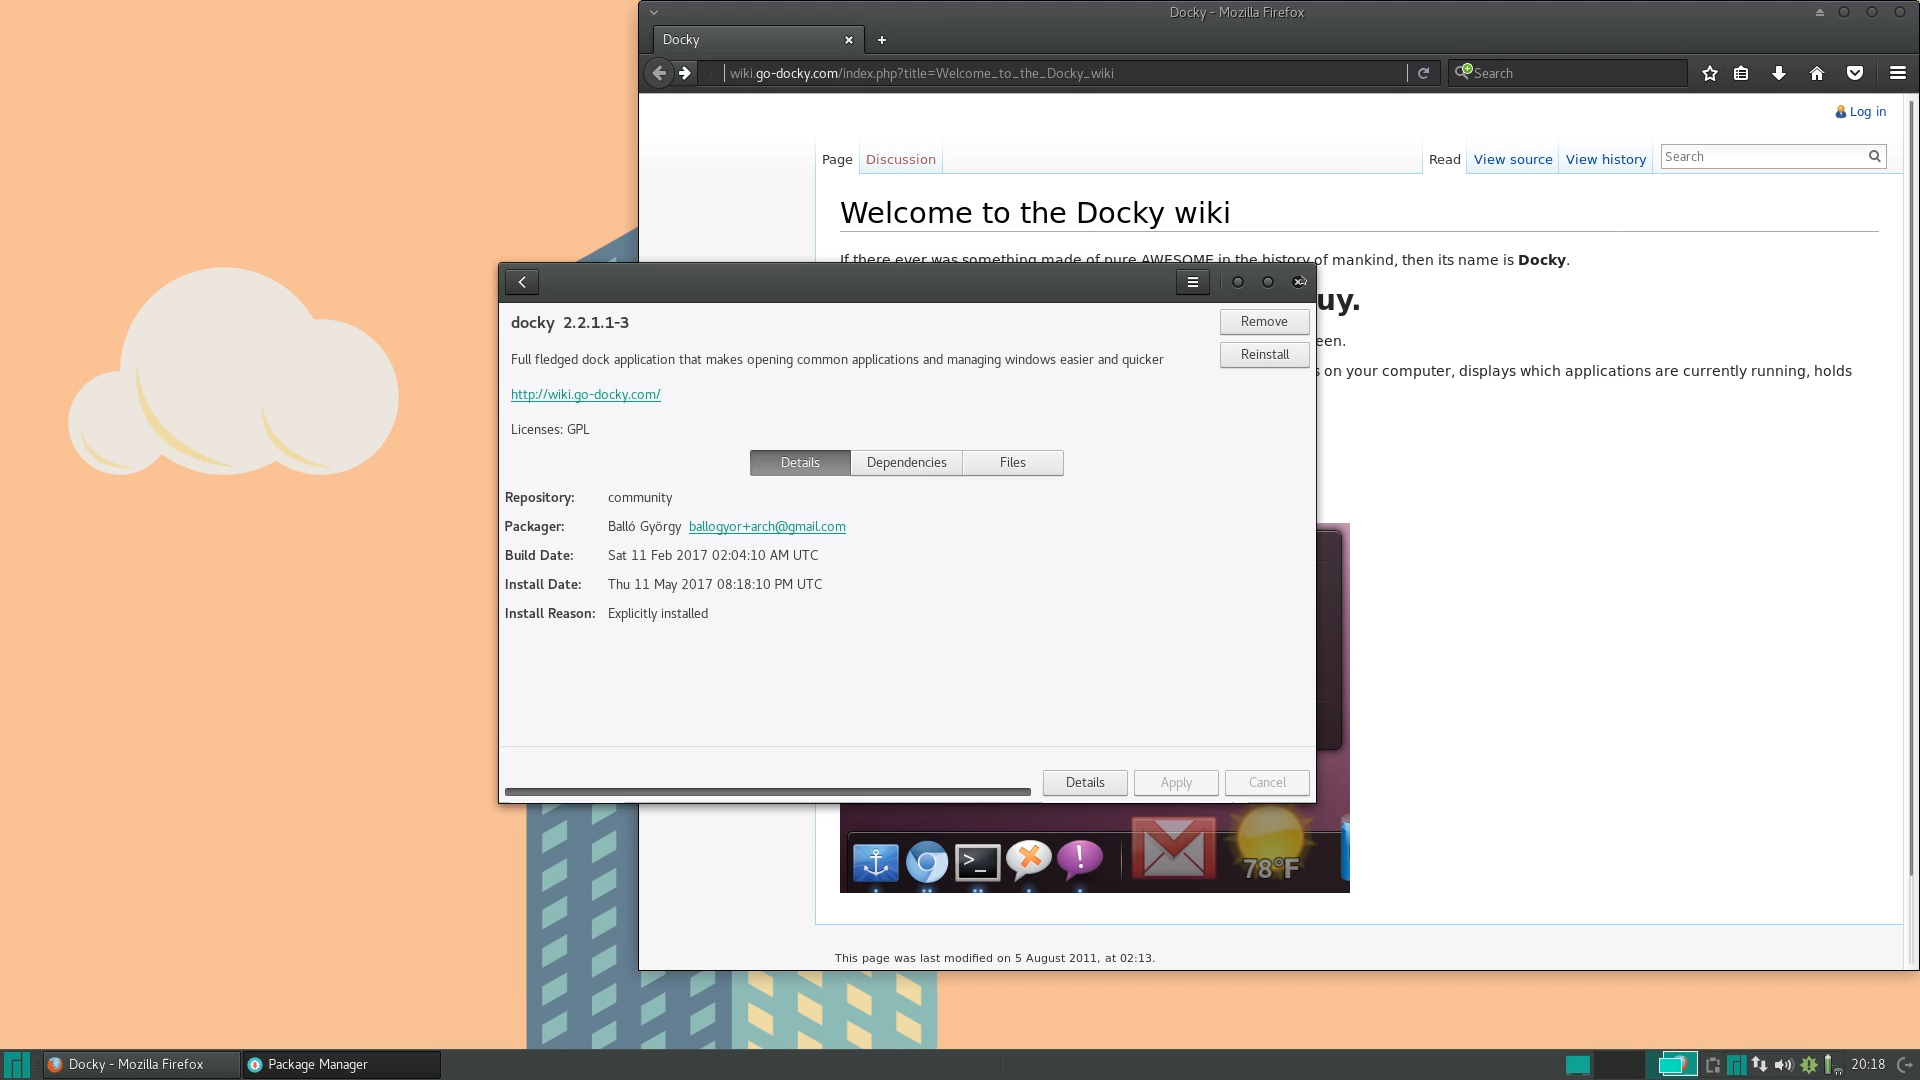 Docky - Mozilla Firefox
Docky
wiki.go-docky.com/index.php?title=Welcome_to_the_Docky_wiki
Search
Log in
Page
Discussion
Read
View source
View history
Search
Welcome to the Docky wiki
If there ever was something made of pure AWESOME in the history of mankind, then its name is Docky.
uy.
een.
s on your computer, displays which applications are currently running, holds
docky 2.2.1.1-3
Remove
Full fledged dock application that makes opening common applications and managing windows easier and quicker
Reinstall
http://wiki.go-docky.com/
Licenses: GPL
Details
Dependencies
Files
Repository: community
Packager: Balló György ballogyor+arch@gmail.com
Build Date: Sat 11 Feb 2017 02:04:10 AM UTC
Install Date: Thu 11 May 2017 08:18:10 PM UTC
Install Reason: Explicitly installed
Details
Apply
Cancel
78°F
This page was last modified on 5 August 2011, at 02:13.
Docky - Mozilla Firefox
Package Manager
20:18